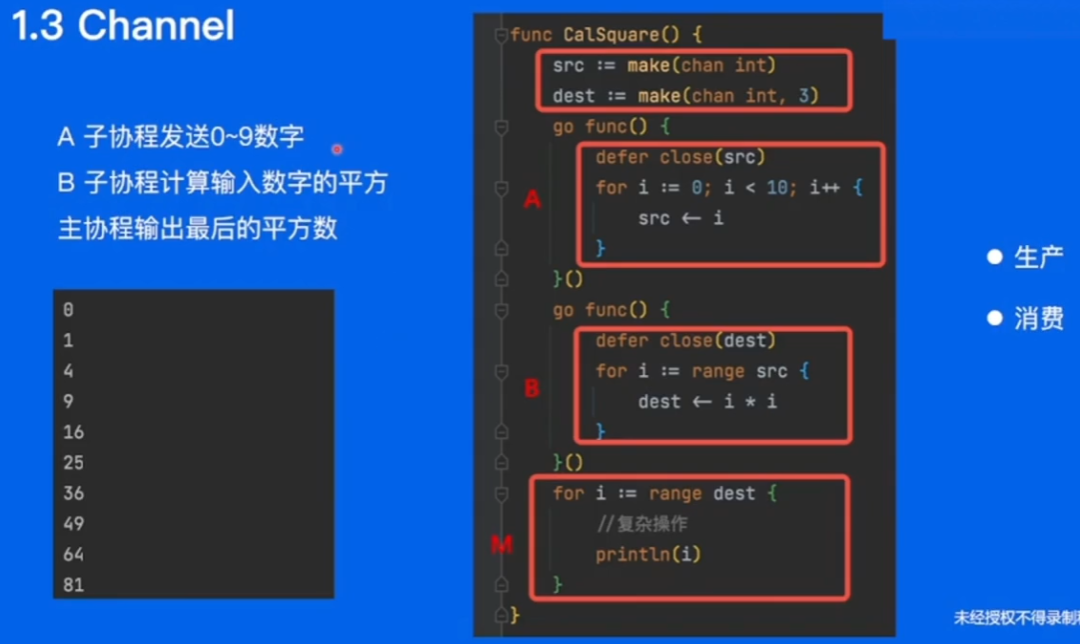 1.3 Channel
A 子协程发送0~9数字
B 子协程计算输入数字的平方
主协程输出最后的平方数
0
1
4
9
16
25
36
49
64
81
func CalSquare() {
src := make(chan int)
dest := make(chan int, 3)
go func() {
defer close(src)
A
for i := 0; i < 10; i++ {
src <- i
}
}()
go func() {
defer close(dest)
B
for i := range src {
dest <- i * i
}
}()
M
for i := range dest {
//复杂操作
println(i)
}
}
生产
消费
未经授权不得录制